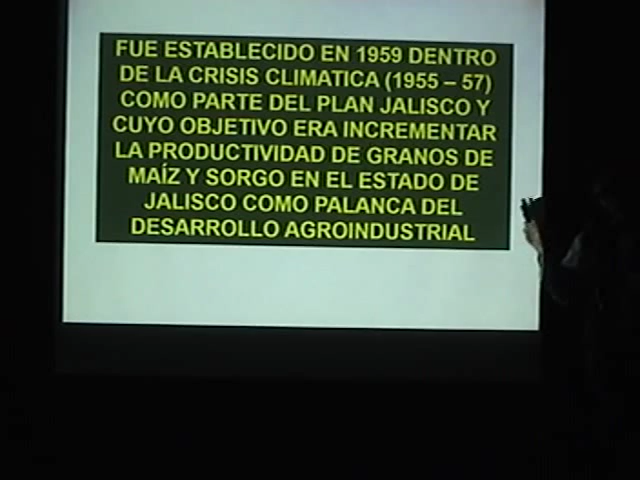 FUE ESTABLECIDO EN 1959 DENTRO
DE LA CRISIS CLIMATICA (1955 – 57)
COMO PARTE DEL PLAN JALISCO Y
CUYO OBJETIVO ERA INCREMENTAR
LA PRODUCTIVIDAD DE GRANOS DE
MAÍZ Y SORGO EN EL ESTADO DE
JALISCO COMO PALANCA DEL
DESARROLLO AGROINDUSTRIAL